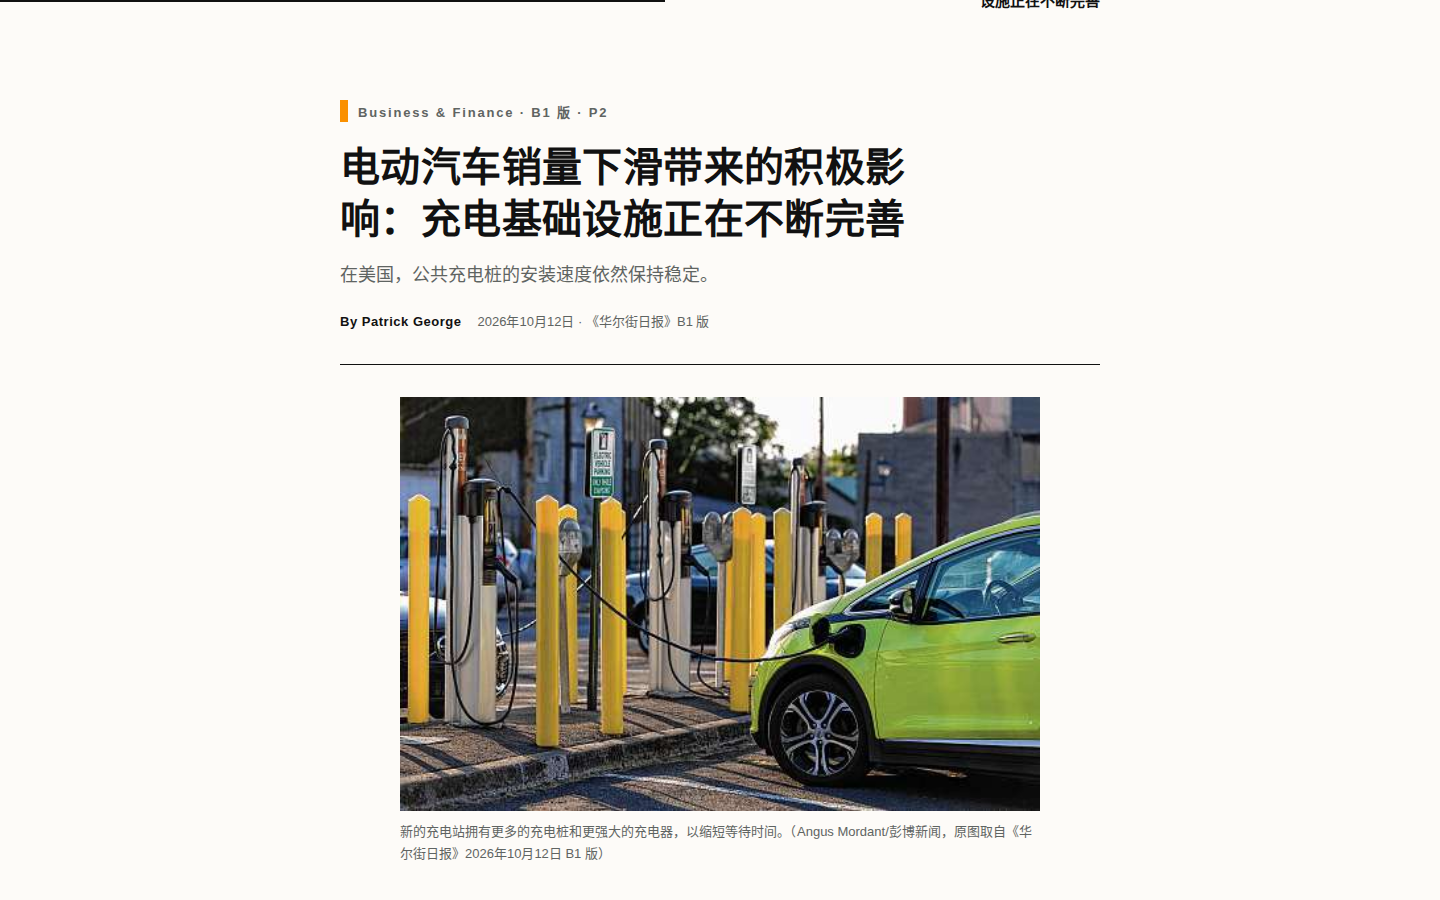 设施正在不断完善
Business & Finance · B1 版 · P2
电动汽车销量下滑带来的积极影
响：充电基础设施正在不断完善
在美国，公共充电桩的安装速度依然保持稳定。
By Patrick George 2026年10月12日 · 《华尔街日报》B1 版
ELECTRIC
VEHICLE
PARKING
ONLY WHILE
CHARGING
新的充电站拥有更多的充电桩和更强大的充电器，以缩短等待时间。（Angus Mordant/彭博新闻，原图取自《华
尔街日报》2026年10月12日 B1 版）